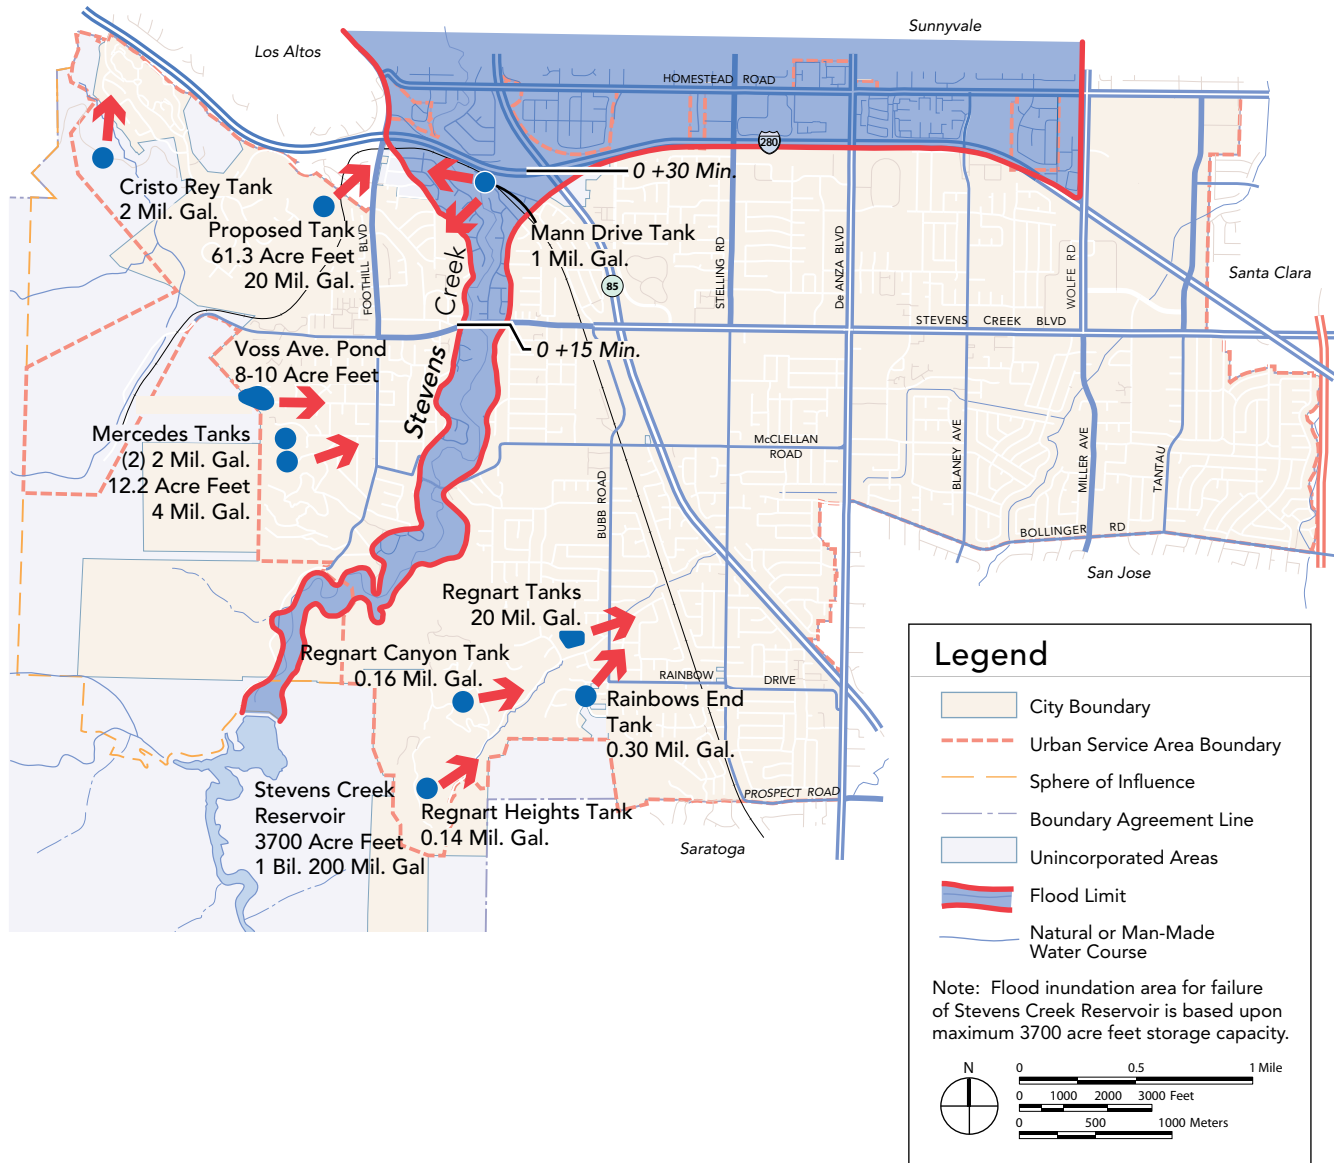 Sunnyvale
Los Altos
HOMESTEAD ROAD
280
0 +30 Min.
Cristo Rey Tank
2 Mil. Gal.
Proposed Tank
61.3 Acre Feet
20 Mil. Gal.
FOOTHILL BLVD
Mann Drive Tank
1 Mil. Gal.
Creek
Stevens
85
STELLING RD
De ANZA BLVD
WOLFE RD
Santa Clara
STEVENS CREEK BLVD
0 +15 Min.
Voss Ave. Pond
8-10 Acre Feet
Mercedes Tanks
(2) 2 Mil. Gal.
12.2 Acre Feet
4 Mil. Gal.
McCLELLAN
ROAD
BUBB ROAD
BLANEY AVE
MILLER AVE
TANTAU
BOLLINGER RD
San Jose
Regnart Tanks
20 Mil. Gal.
Regnart Canyon Tank
0.16 Mil. Gal.
RAINBOW DRIVE
Rainbows End
Tank
0.30 Mil. Gal.
Stevens Creek
Reservoir
3700 Acre Feet
1 Bil. 200 Mil. Gal
Regnart Heights Tank
0.14 Mil. Gal.
PROSPECT ROAD
Saratoga
Legend
City Boundary
Urban Service Area Boundary
Sphere of Influence
Boundary Agreement Line
Unincorporated Areas
Flood Limit
Natural or Man-Made
Water Course
Note: Flood inundation area for failure
of Stevens Creek Reservoir is based upon
maximum 3700 acre feet storage capacity.
N
0 0.5 1 Mile
0 1000 2000 3000 Feet
0 500 1000 Meters